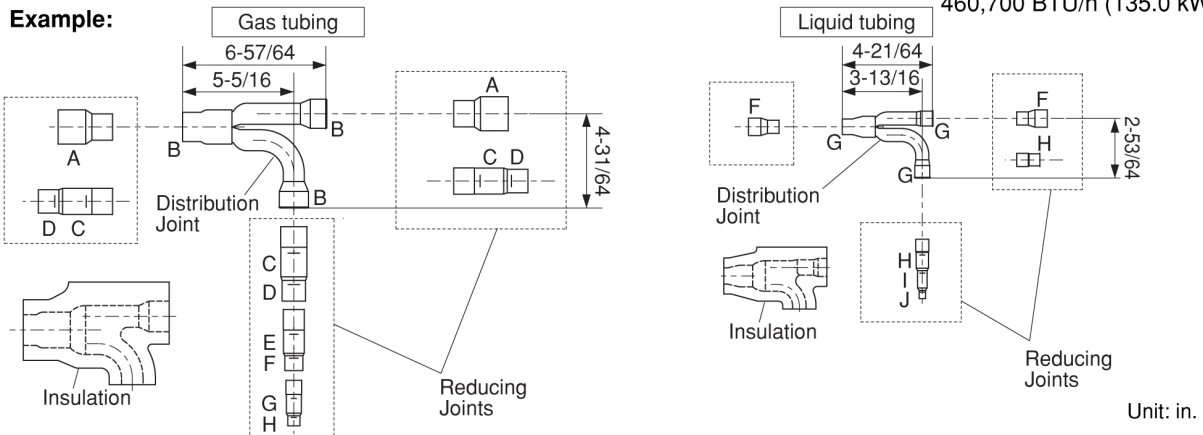 Example:
Gas tubing
6-57/64
5-5/16
A
B
B
A
D C
Distribution
Joint
B
A
C D
4-31/64
C
D
E
F
G
H
Insulation
Reducing
Joints
460,700 BTU/h (135.0 kW
Liquid tubing
4-21/64
3-13/16
F
G
G
F
H
2-53/64
G
Distribution
Joint
H
I
J
Insulation
Reducing
Joints
Unit: in.